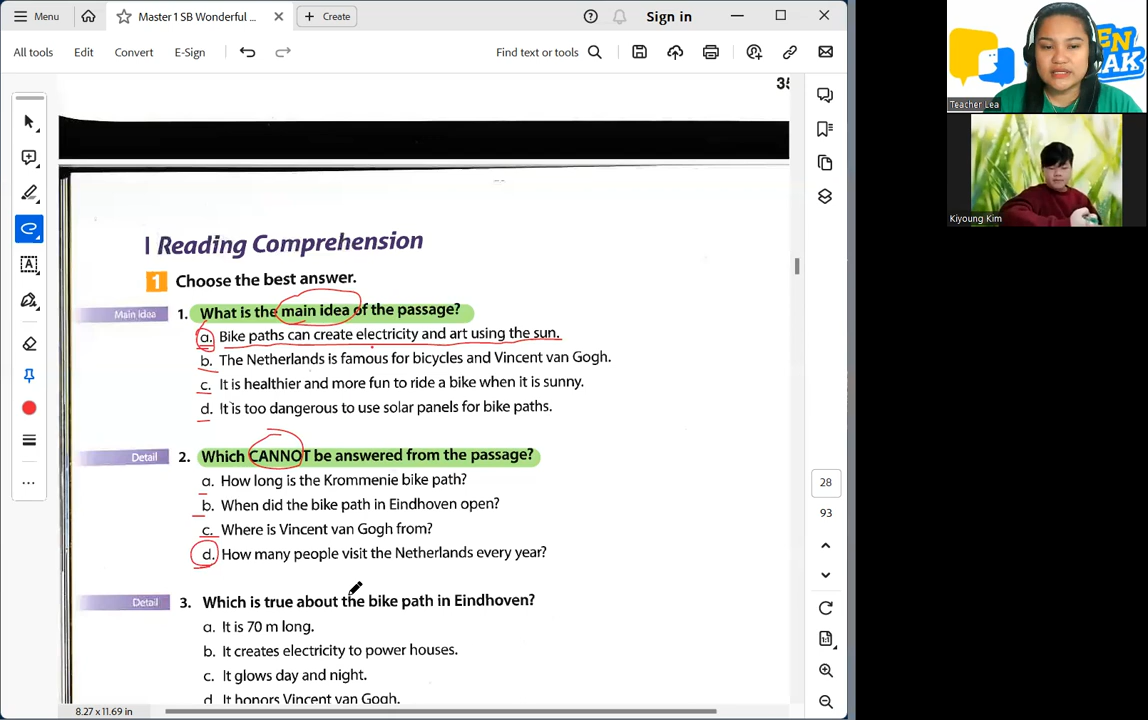 Menu
Master 1 SB Wonderful ...
Create
Sign in
All tools
Edit
Convert
E-Sign
Find text or tools
35
Reading Comprehension
1 Choose the best answer.
Main idea
1. What is the main idea of the passage?
a. Bike paths can create electricity and art using the sun.
b. The Netherlands is famous for bicycles and Vincent van Gogh.
c. It is healthier and more fun to ride a bike when it is sunny.
d. It is too dangerous to use solar panels for bike paths.
Detail
2. Which CANNOT be answered from the passage?
a. How long is the Krommenie bike path?
b. When did the bike path in Eindhoven open?
c. Where is Vincent van Gogh from?
d. How many people visit the Netherlands every year?
Detail
3. Which is true about the bike path in Eindhoven?
a. It is 70 m long.
b. It creates electricity to power houses.
c. It glows day and night.
d. It honors Vincent van Gogh.
8.27 x 11.69 in
28
93
1:1
EN
AK
Teacher Lea
Kiyoung Kim